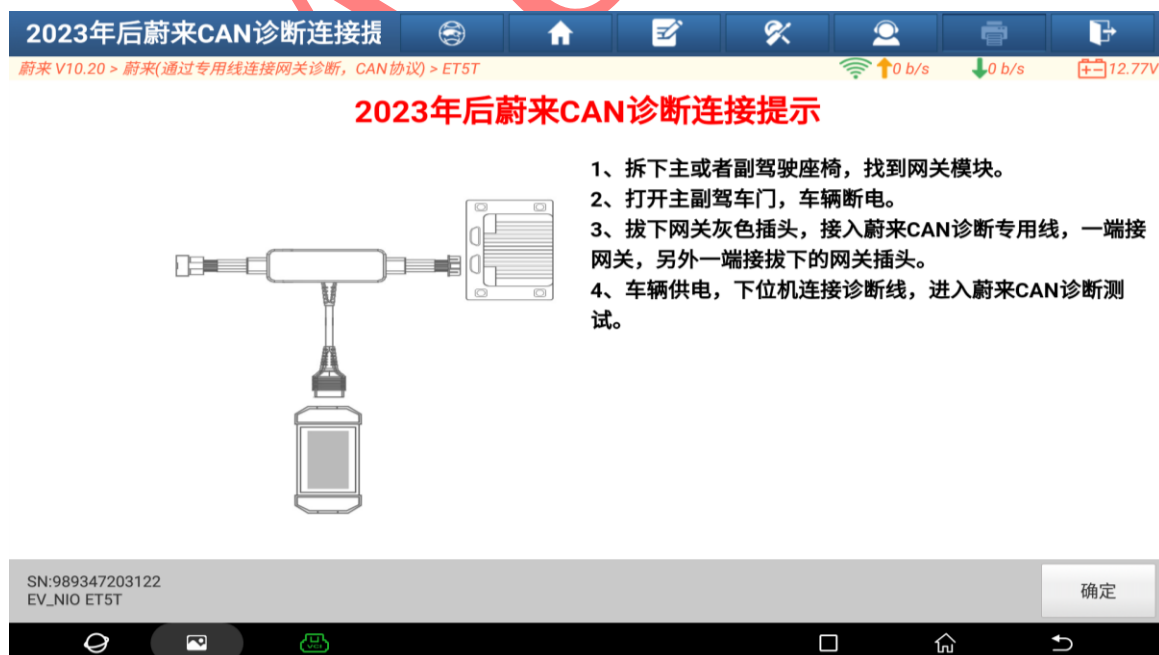 2023年后蔚来CAN诊断连接提
蔚来 V10.20 > 蔚来(通过专用线连接网关诊断，CAN协议) > ET5T
0 b/s
0 b/s
12.77V
2023年后蔚来CAN诊断连接提示
1、拆下主或者副驾驶座椅，找到网关模块。
2、打开主副驾车门，车辆断电。
3、拔下网关灰色插头，接入蔚来CAN诊断专用线，一端接
网关，另外一端接拔下的网关插头。
4、车辆供电，下位机连接诊断线，进入蔚来CAN诊断测
试。
SN:989347203122
EV_NIO ET5T
确定
VCI